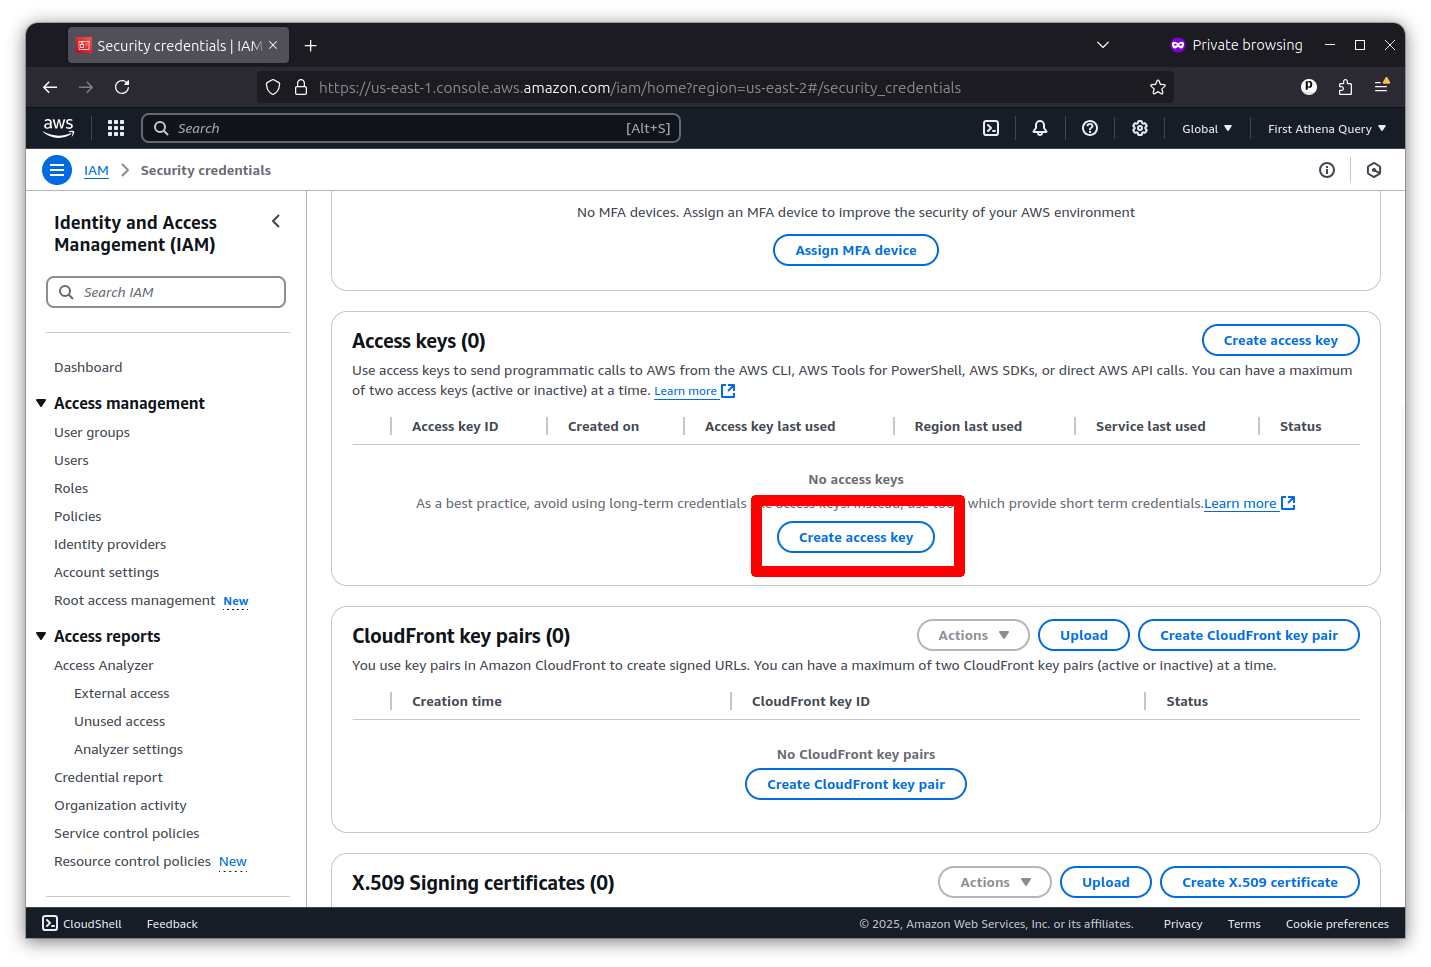 Security credentials | IAM
Private browsing
https://us-east-1.console.aws.amazon.com/iam/home?region=us-east-2#/security_credentials
aws
Search
[Alt+S]
Global
First Athena Query
IAM
Security credentials
Identity and Access
Management (IAM)
Search IAM
Dashboard
Access management
User groups
Users
Roles
Policies
Identity providers
Account settings
Root access management New
Access reports
Access Analyzer
External access
Unused access
Analyzer settings
Credential report
Organization activity
Service control policies
Resource control policies New
No MFA devices. Assign an MFA device to improve the security of your AWS environment
Assign MFA device
Access keys (0)
Create access key
Use access keys to send programmatic calls to AWS from the AWS CLI, AWS Tools for PowerShell, AWS SDKs, or direct AWS API calls. You can have a maximum
of two access keys (active or inactive) at a time. Learn more
Access key ID
Created on
Access key last used
Region last used
Service last used
Status
No access keys
As a best practice, avoid using long-term credentials access keys. Instead, use which provide short term credentials. Learn more
Create access key
CloudFront key pairs (0)
Actions
Upload
Create CloudFront key pair
You use key pairs in Amazon CloudFront to create signed URLs. You can have a maximum of two CloudFront key pairs (active or inactive) at a time.
Creation time
CloudFront key ID
Status
No CloudFront key pairs
Create CloudFront key pair
X.509 Signing certificates (0)
Actions
Upload
Create X.509 certificate
CloudShell
Feedback
© 2025, Amazon Web Services, Inc. or its affiliates.
Privacy
Terms
Cookie preferences